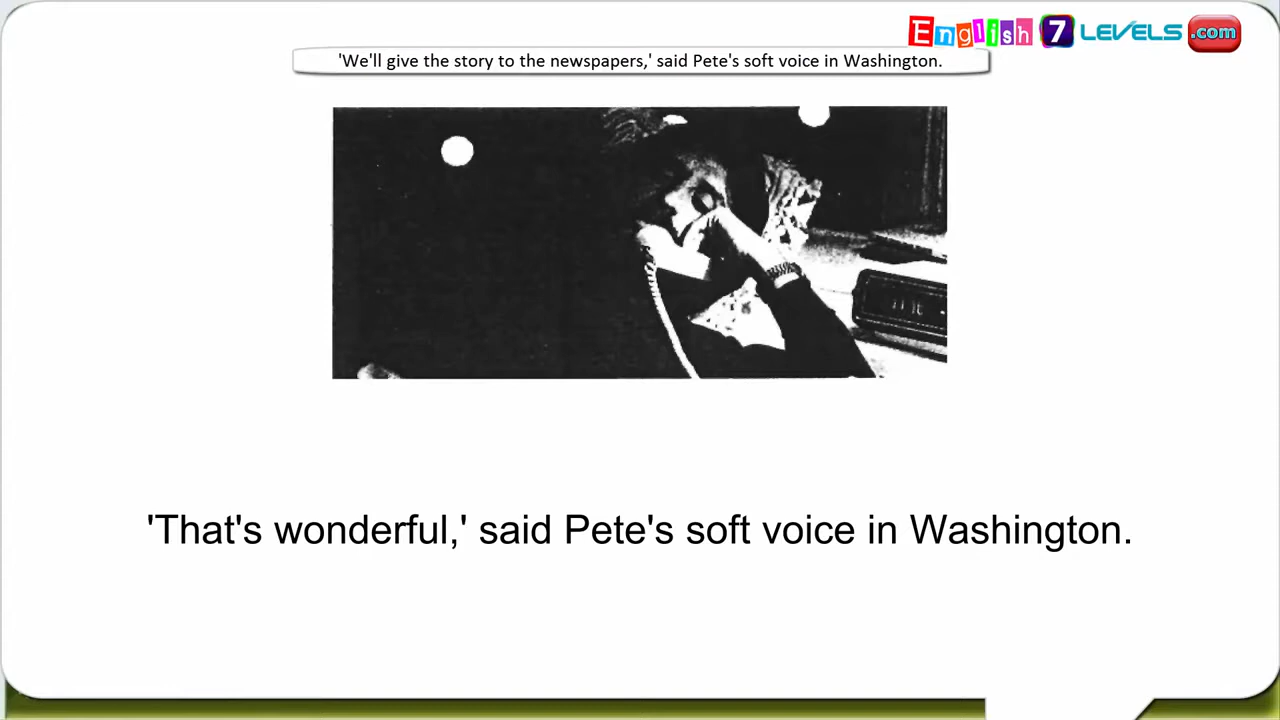 English 7 LEVELS .com
'We'll give the story to the newspapers,' said Pete's soft voice in Washington.
'That's wonderful,' said Pete's soft voice in Washington.